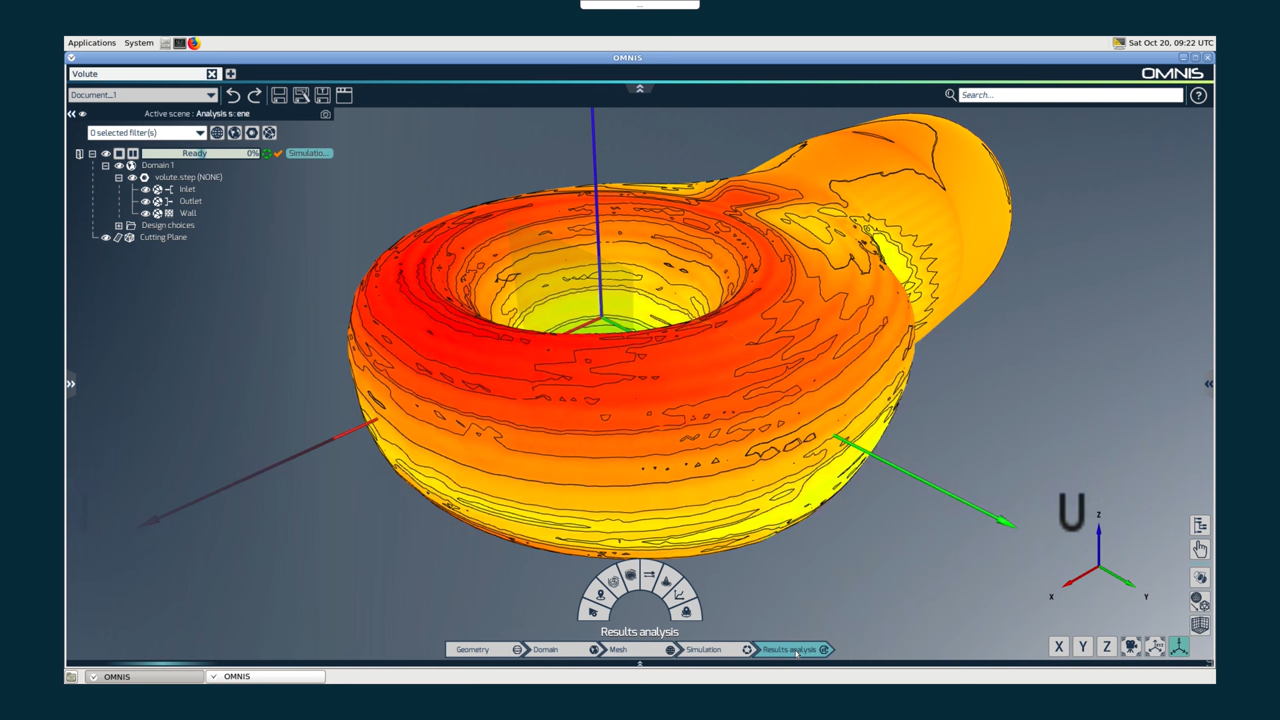 ...
Applications System
Sat Oct 20, 09:22 UTC
OMNIS
Volute
OMNIS
Document_1
Search...
?
Active scene : Analysis scene
0 selected filter(s)
Ready 0% Simulatio...
Domain 1
volute.step (NONE)
Inlet
Outlet
Wall
Design choices
Cutting Plane
U
Z
X Y
Results analysis
Geometry Domain Mesh Simulation Results analysis
X Y Z
OMNIS OMNIS